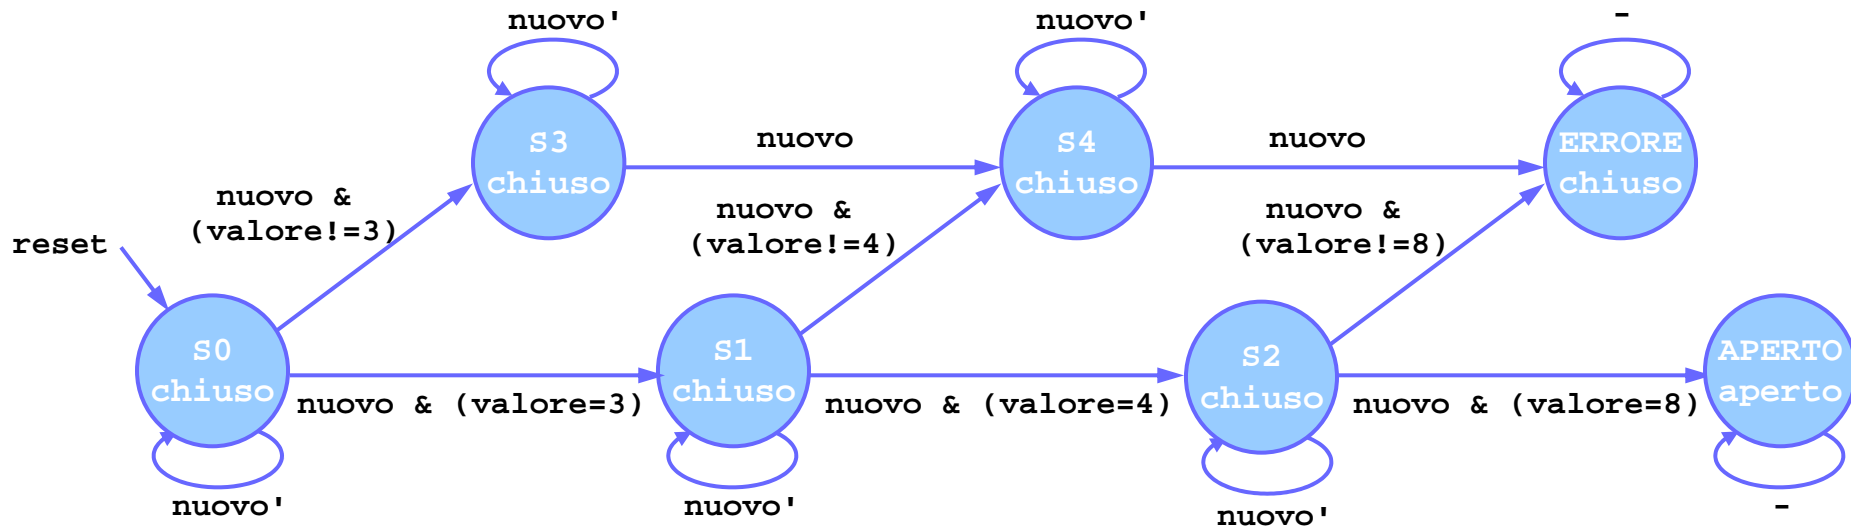 nuovo'
nuovo'
-
S3
chiuso
nuovo
S4
chiuso
nuovo
ERRORE
chiuso
nuovo &
(valore!=3)
nuovo &
(valore!=4)
nuovo &
(valore!=8)
reset
S0
chiuso
nuovo & (valore=3)
S1
chiuso
nuovo & (valore=4)
S2
chiuso
nuovo & (valore=8)
APERTO
aperto
nuovo'
nuovo'
nuovo'
-